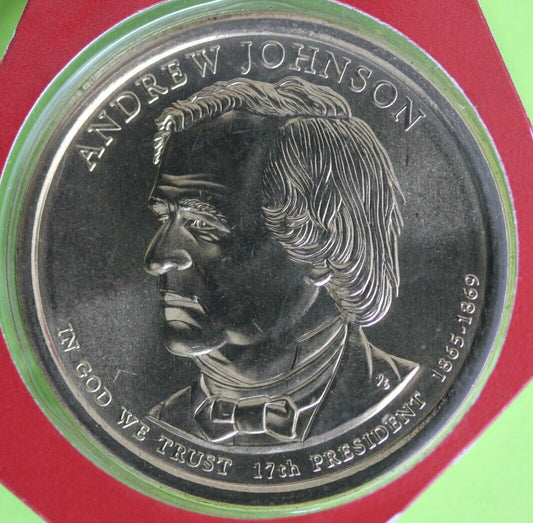 ANDREW JOHNSON
IN GOD WE TRUST 17th PRESIDENT 1865-1869